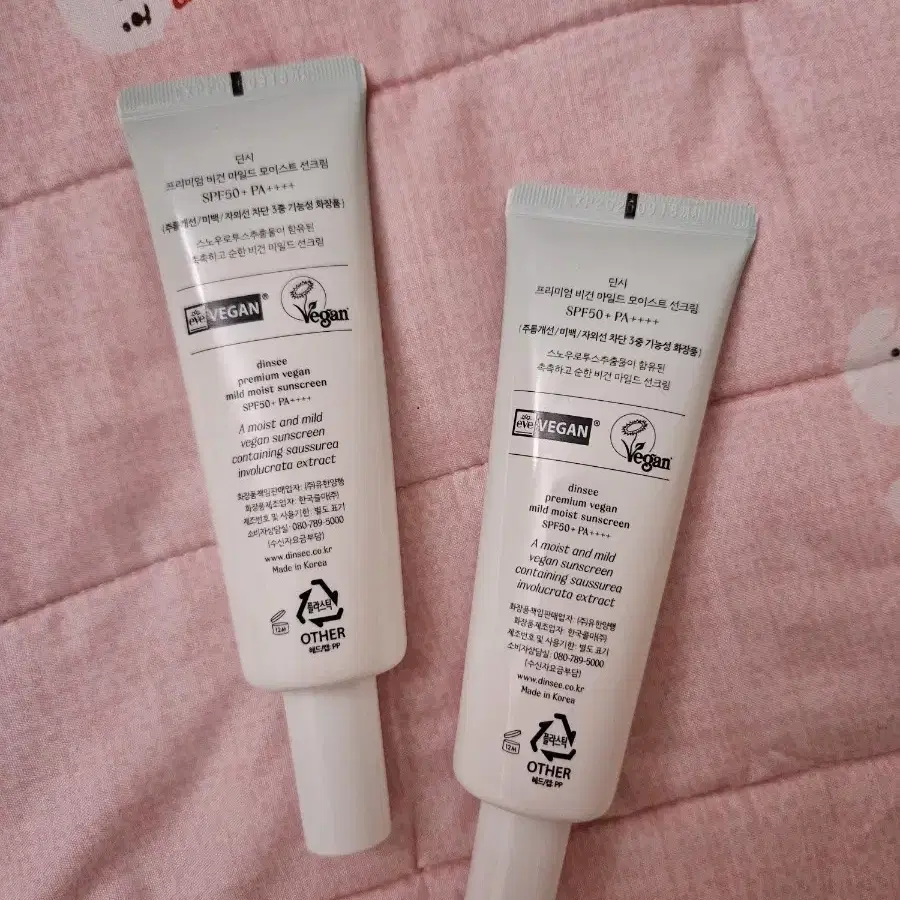 딘시
프리미엄 비건 마일드 모이스트 선크림
SPF50+ PA++++
(주름개선/미백/자외선 차단 3중 기능성 화장품)
스노우로투스추출물이 함유된
촉촉하고 순한 비건 마일드 선크림
eve VEGAN®
Vegan
dinsee
premium vegan
mild moist sunscreen
SPF50+ PA++++
A moist and mild
vegan sunscreen
containing saussurea
involucrata extract
화장품책임판매업자: (주)유한양행
화장품제조업자: 한국콜마(주)
제조번호 및 사용기한: 별도 표기
소비자상담실: 080-789-5000
(수신자요금부담)
www.dinsee.co.kr
Made in Korea
플라스틱
12M
OTHER
헤드/캡: PP
딘시
프리미엄 비건 마일드 모이스트 선크림
SPF50+ PA++++
(주름개선/미백/자외선 차단 3중 기능성 화장품)
스노우로투스추출물이 함유된
촉촉하고 순한 비건 마일드 선크림
eve VEGAN®
Vegan
dinsee
premium vegan
mild moist sunscreen
SPF50+ PA++++
A moist and mild
vegan sunscreen
containing saussurea
involucrata extract
화장품책임판매업자: (주)유한양행
화장품제조업자: 한국콜마(주)
제조번호 및 사용기한: 별도 표기
소비자상담실: 080-789-5000
(수신자요금부담)
www.dinsee.co.kr
Made in Korea
플라스틱
12M
OTHER
헤드/캡: PP